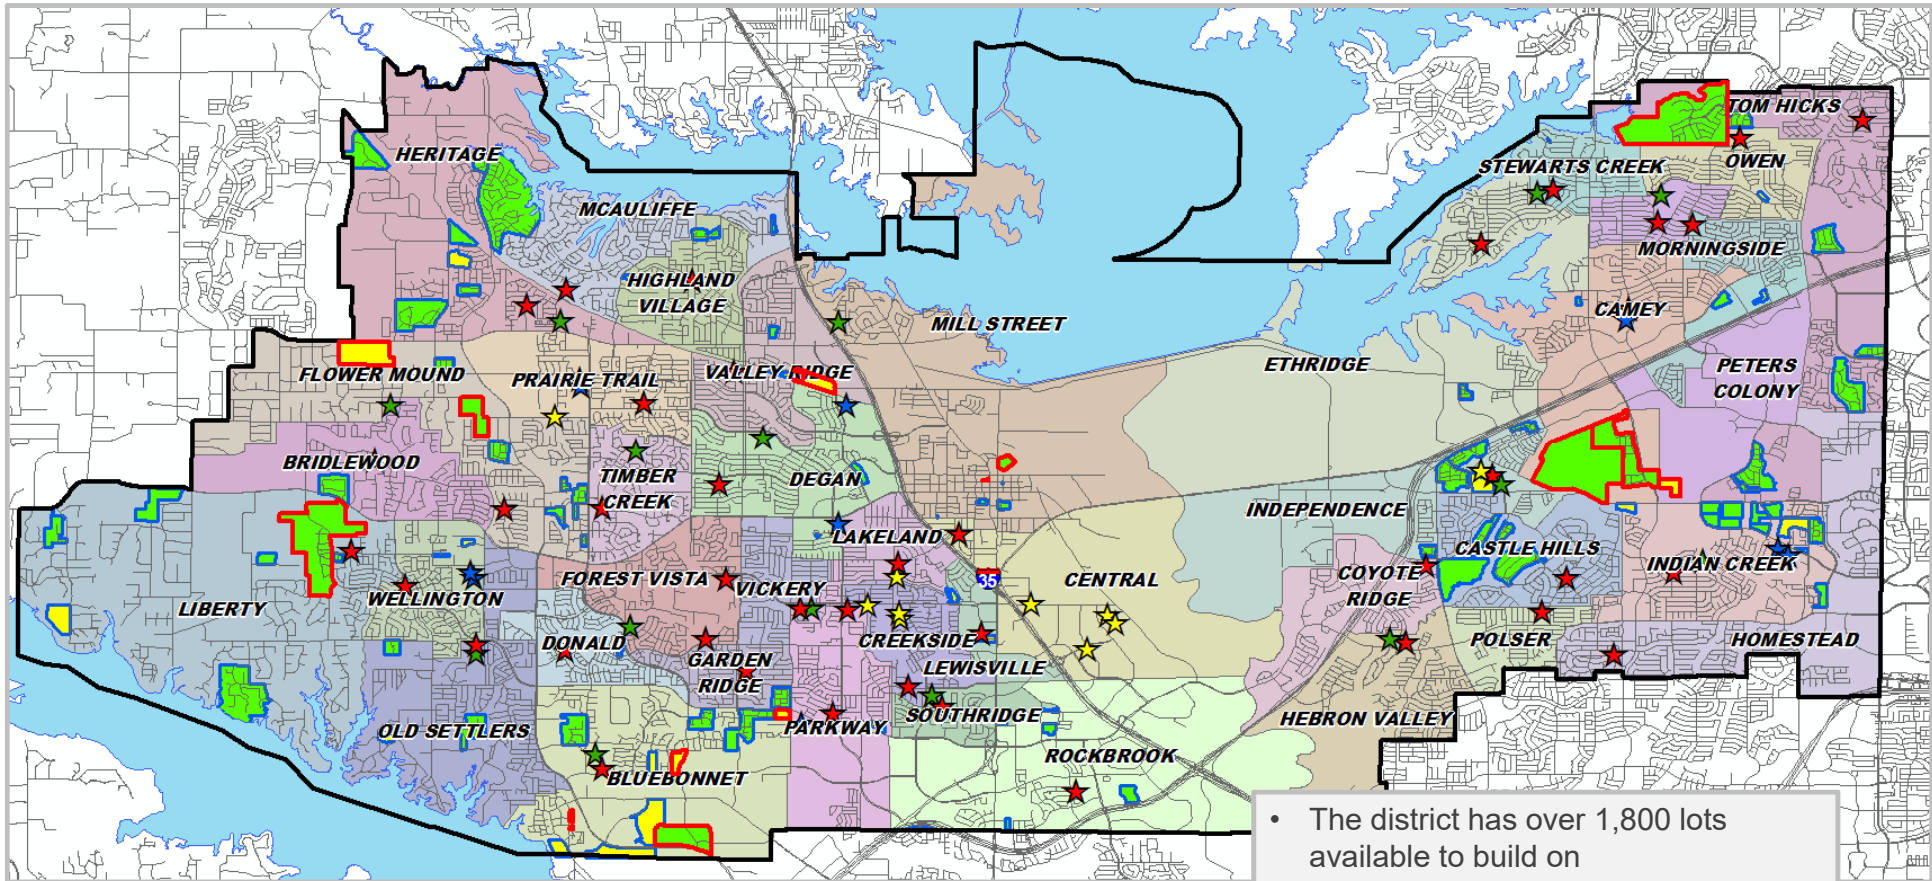 TOM HICKS
HERITAGE
OWEN
STEWARTS CREEK
MCAULIFFE
MORNINGSIDE
HIGHLAND
VILLAGE
CAMEY
MILL STREET
ETHRIDGE
PETERS
COLONY
FLOWER MOUND
PRAIRIE TRAIL
VALLEY RIDGE
BRIDLEWOOD
TIMBER
CREEK
DEGAN
INDEPENDENCE
LAKELAND
CASTLE HILLS
INDIAN CREEK
COYOTE
RIDGE
35
CENTRAL
FOREST VISTA
VICKERY
WELLINGTON
LIBERTY
DONALD
CREEKSIDE
POLSER
HOMESTEAD
GARDEN
RIDGE
LEWISVILLE
SOUTHRIDGE
HEBRON VALLEY
OLD SETTLERS
PARKWAY
ROCKBROOK
BLUEBONNET
• The district has over 1,800 lots
available to build on